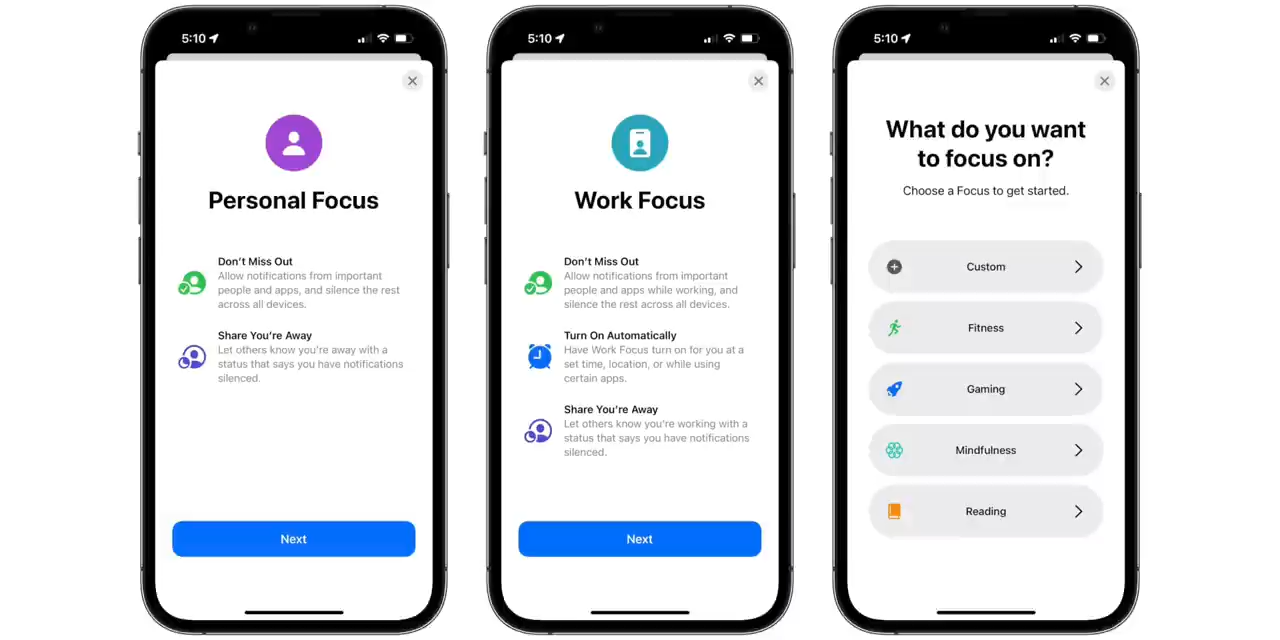 5:10
Personal Focus
Don't Miss Out
Allow notifications from important
people and apps, and silence the rest
across all devices.
Share You're Away
Let others know you're away with a
status that says you have notifications
silenced.
Next
5:10
Work Focus
Don't Miss Out
Allow notifications from important
people and apps while working, and
silence the rest across all devices.
Turn On Automatically
Have Work Focus turn on for you at a
set time, location, or while using
certain apps.
Share You're Away
Let others know you're working with a
status that says you have notifications
silenced.
Next
5:10
What do you want
to focus on?
Choose a Focus to get started.
Custom
Fitness
Gaming
Mindfulness
Reading